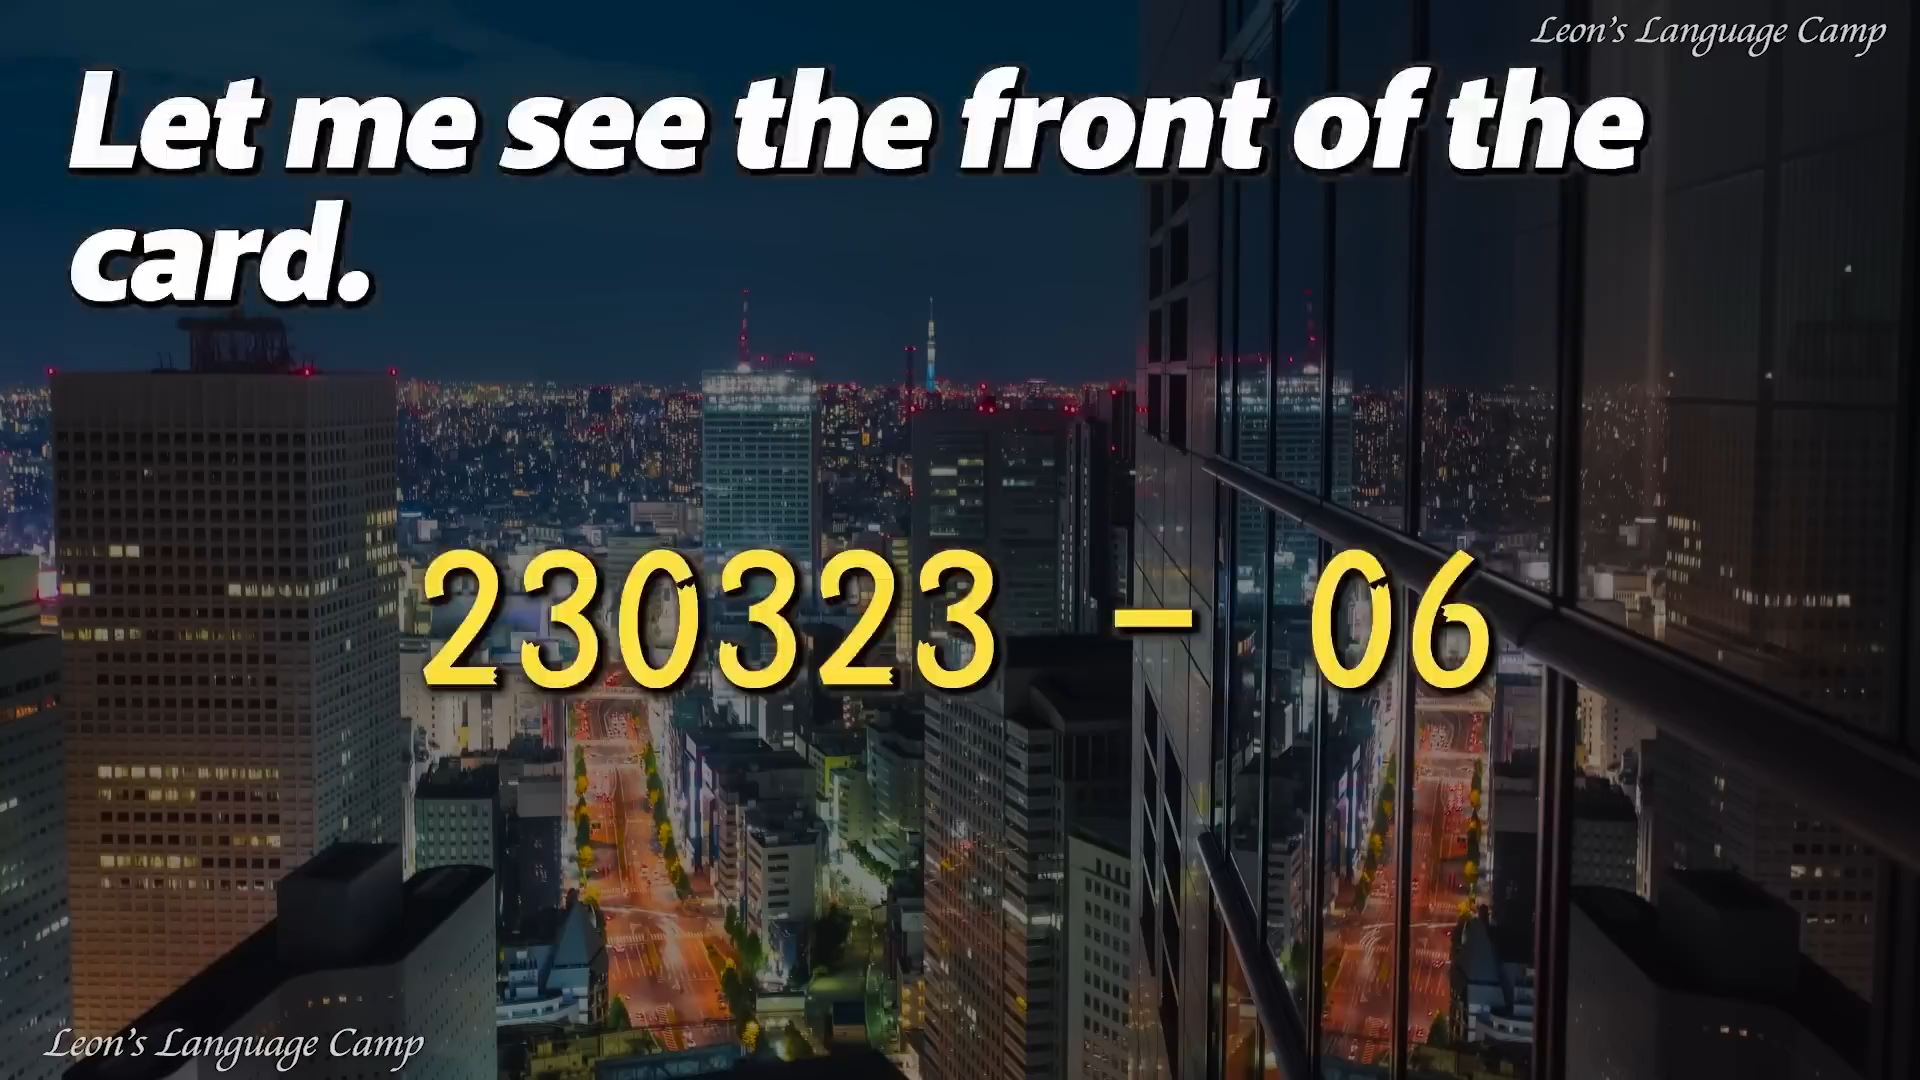 Leon's Language Camp
Let me see the front of the
card.
230323 - 06
Leon's Language Camp